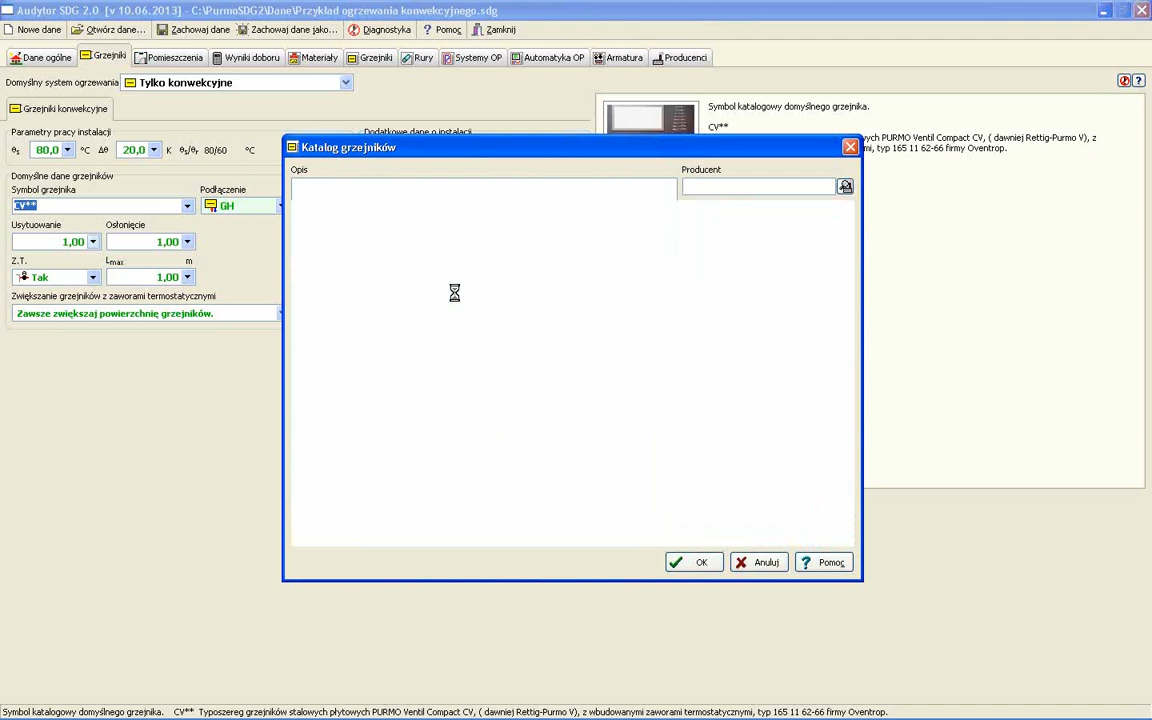 Audytor SDG 2.0 [v 10.06.2013] - C:\PurmoSDG2\Dane\Przykład ogrzewania konwekcyjnego.sdg
Nowe dane Otwórz dane... Zachowaj dane Zachowaj dane jako... Diagnostyka Pomoc Zamknij
Dane ogólne Grzejniki Pomieszczenia Wyniki doboru Materiały Grzejniki Rury Systemy OP Automatyka OP Armatura Producenci
Domyślny system ogrzewania Tylko konwekcyjne
Grzejniki konwekcyjne
Symbol katalogowy domyślnego grzejnika.
CV**
ych PURMO Ventil Compact CV, ( dawniej Rettig-Purmo V), z
mi, typ 165 11 62-66 firmy Oventrop.
Parametry pracy instalacji Dodatkowe dane o instalacji
θs 80,0 °C Δθ 20,0 K θs/θr 80/60 °C
Domyślne dane grzejników
Symbol grzejnika Podłączenie
CV** GH
Usytuowanie Osłonięcie
1,00 1,00
Z.T. Lmax m
Tak 1,00
Zwiększanie grzejników z zaworami termostatycznymi
Zawsze zwiększaj powierzchnię grzejników.
Katalog grzejników
Opis Producent
OK Anuluj Pomoc
Symbol katalogowy domyślnego grzejnika. CV** Typoszereg grzejników stalowych płytowych PURMO Ventil Compact CV, ( dawniej Rettig-Purmo V), z wbudowanymi zaworami termostatycznymi, typ 165 11 62-66 firmy Oventrop.